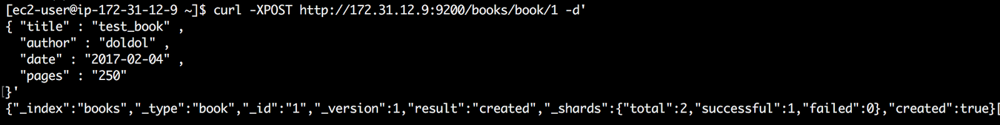 [ec2-user@ip-172-31-12-9 ~]$ curl -XPOST http://172.31.12.9:9200/books/book/1 -d'
{ "title" : "test_book" ,
  "author" : "doldol" ,
  "date" : "2017-02-04" ,
  "pages" : "250"
}'
{"_index":"books","_type":"book","_id":"1","_version":1,"result":"created","_shards":{"total":2,"successful":1,"failed":0},"created":true}[